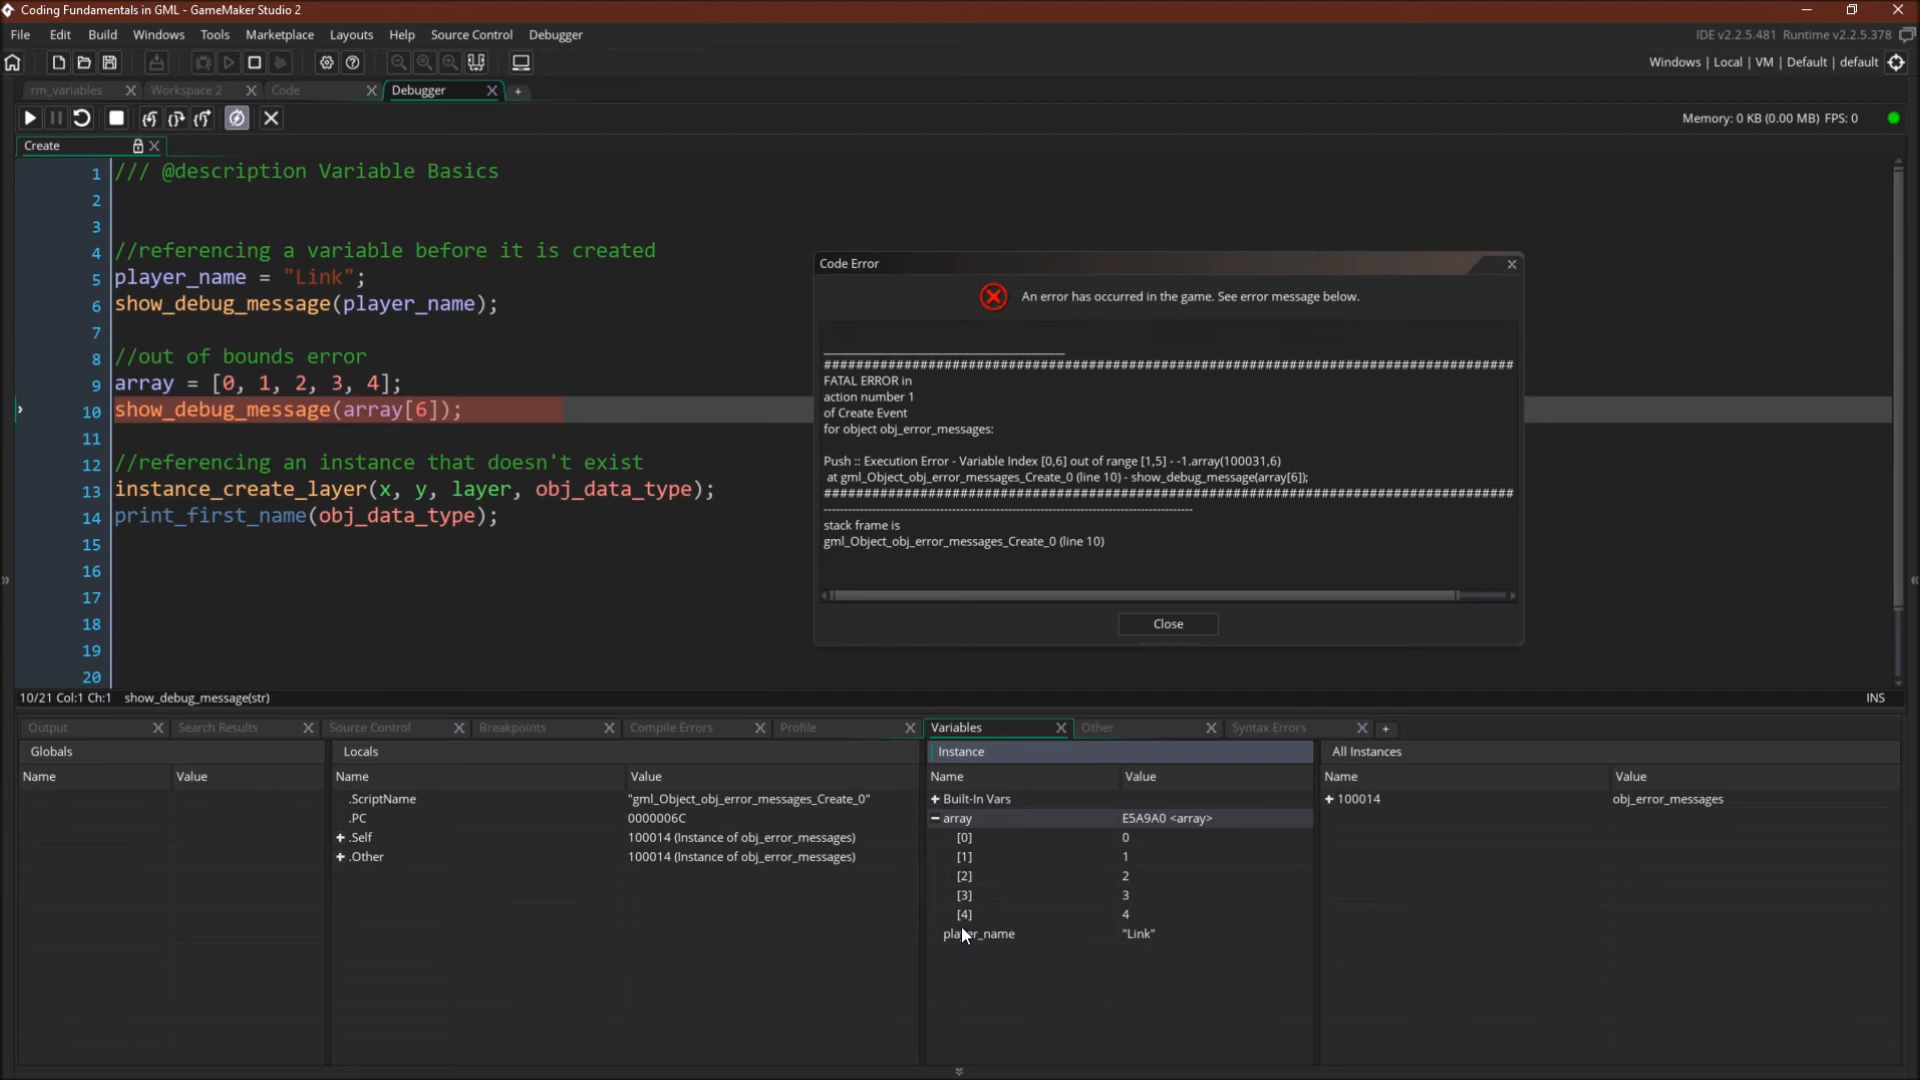 Coding Fundamentals in GML - GameMaker Studio 2
File Edit Build Windows Tools Marketplace Layouts Help Source Control Debugger
IDE v2.2.5.481 Runtime v2.2.5.378
Windows | Local | VM | Default | default
rm_variables Workspace 2 Code Debugger +
Memory: 0 KB (0.00 MB) FPS: 0
Create
1 /// @description Variable Basics
2
3
4 //referencing a variable before it is created
5 player_name = "Link";
6 show_debug_message(player_name);
7
8 //out of bounds error
9 array = [0, 1, 2, 3, 4];
10 show_debug_message(array[6]);
11
12 //referencing an instance that doesn't exist
13 instance_create_layer(x, y, layer, obj_data_type);
14 print_first_name(obj_data_type);
15
16
17
18
19
20
Code Error
An error has occurred in the game. See error message below.
###########################################################################################
FATAL ERROR in
action number 1
of Create Event
for object obj_error_messages:
Push :: Execution Error - Variable Index [0,6] out of range [1,5] - -1.array(100031,6)
at gml_Object_obj_error_messages_Create_0 (line 10) - show_debug_message(array[6]);
###########################################################################################
--------------------------------------------------------------------------------------------
stack frame is
gml_Object_obj_error_messages_Create_0 (line 10)
Close
10/21 Col:1 Ch:1 show_debug_message(str)
INS
Output Search Results Source Control Breakpoints Compile Errors Profile Variables Other Syntax Errors +
Globals
Name Value
Locals
Name Value
.ScriptName "gml_Object_obj_error_messages_Create_0"
.PC 0000006C
.Self 100014 (Instance of obj_error_messages)
.Other 100014 (Instance of obj_error_messages)
Instance
Name Value
Built-In Vars
array E5A9A0 <array>
[0] 0
[1] 1
[2] 2
[3] 3
[4] 4
player_name "Link"
All Instances
Name Value
100014 obj_error_messages